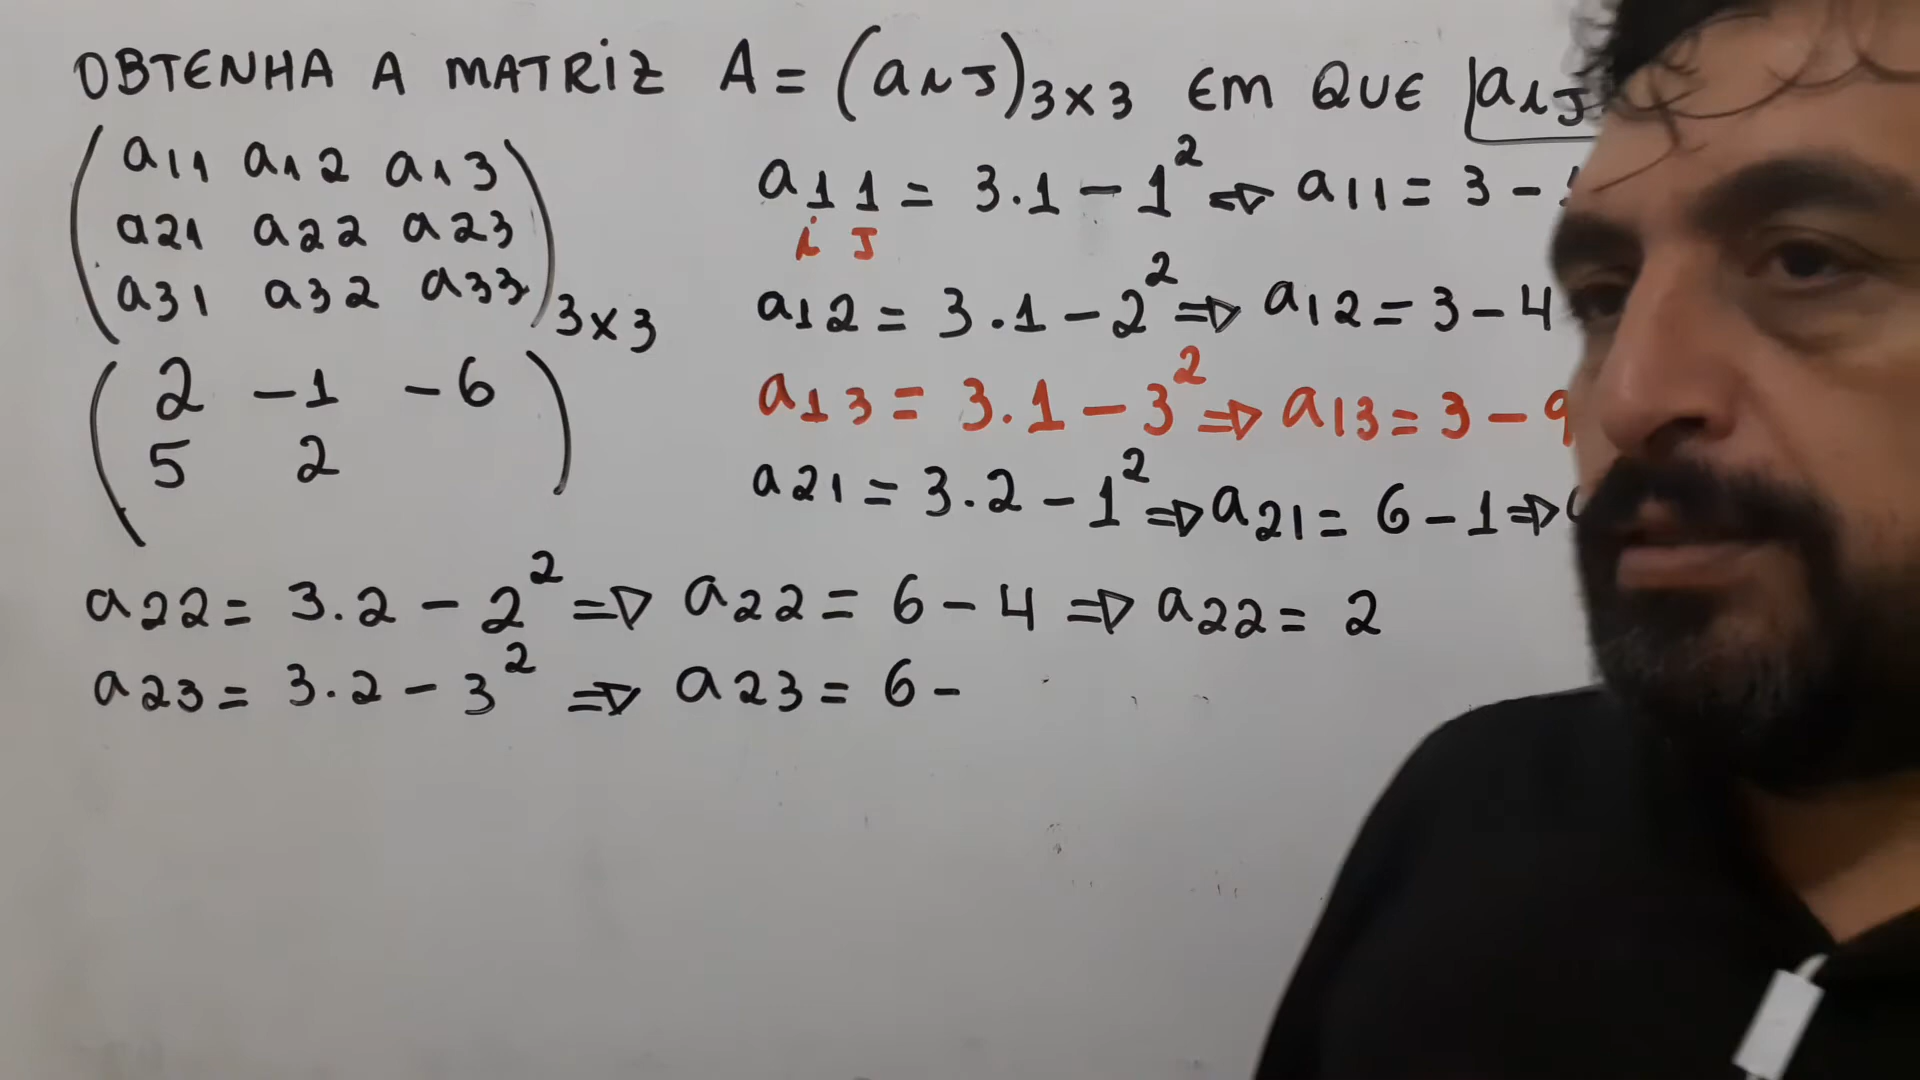 OBTENHA A MATRIZ A = (aij)3x3 EM QUE aij
a11 a12 a13
a21 a22 a23
a31 a32 a33
3x3
2 -1 -6
5 2
a11 = 3.1 - 1² ⇒ a11 = 3 -
i J
a12 = 3.1 - 2² ⇒ a12 = 3 - 4
a13 = 3.1 - 3² ⇒ a13 = 3 - 9
a21 = 3.2 - 1² ⇒ a21 = 6 - 1 ⇒
a22 = 3.2 - 2² ⇒ a22 = 6 - 4 ⇒ a22 = 2
a23 = 3.2 - 3² ⇒ a23 = 6 -